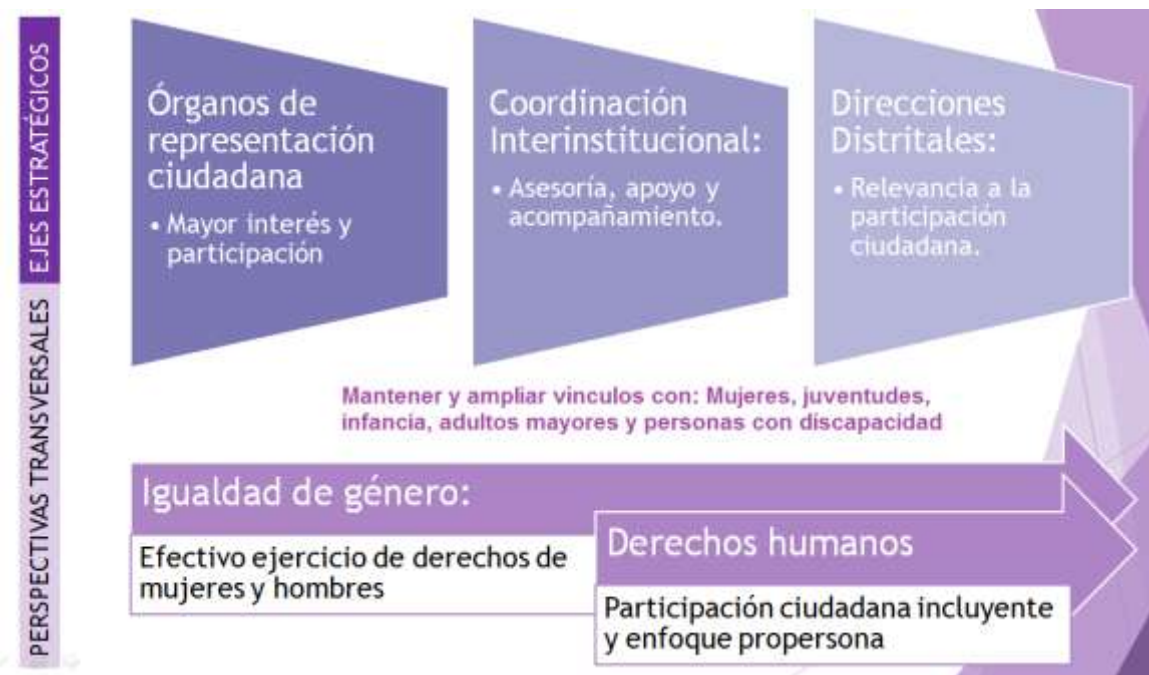 EJES ESTRATÉGICOS
Órganos de
representación
ciudadana
• Mayor interés y
participación
Coordinación
Interinstitucional:
• Asesoría, apoyo y
acompañamiento.
Direcciones
Distritales:
• Relevancia a la
participación
ciudadana.
PERSPECTIVAS TRANSVERSALES
Mantener y ampliar vinculos con: Mujeres, juventudes,
infancia, adultos mayores y personas con discapacidad
Igualdad de género:
Efectivo ejercicio de derechos de
mujeres y hombres
Derechos humanos
Participación ciudadana incluyente
y enfoque propersona